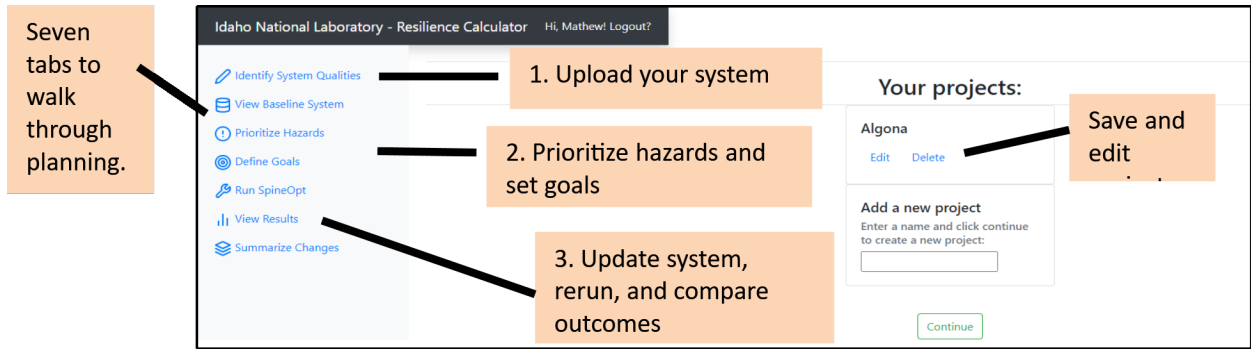 Seven
tabs to
walk
through
planning.
Idaho National Laboratory - Resilience Calculator Hi, Mathew! Logout?
Identify System Qualities
View Baseline System
Prioritize Hazards
Define Goals
Run SpineOpt
View Results
Summarize Changes
1. Upload your system
2. Prioritize hazards and
set goals
3. Update system,
rerun, and compare
outcomes
Your projects:
Algona
Edit Delete
Save and
edit
Add a new project
Enter a name and click continue
to create a new project:
Continue